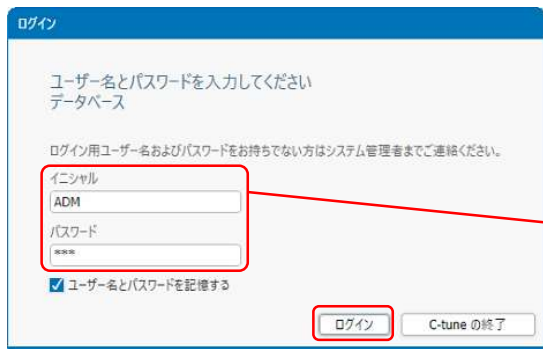 ログイン
ユーザー名とパスワードを入力してください
データベース
ログイン用ユーザー名およびパスワードをお持ちでない方はシステム管理者までご連絡ください。
イニシャル
ADM
パスワード
***
ユーザー名とパスワードを記憶する
ログイン
C-tune の終了